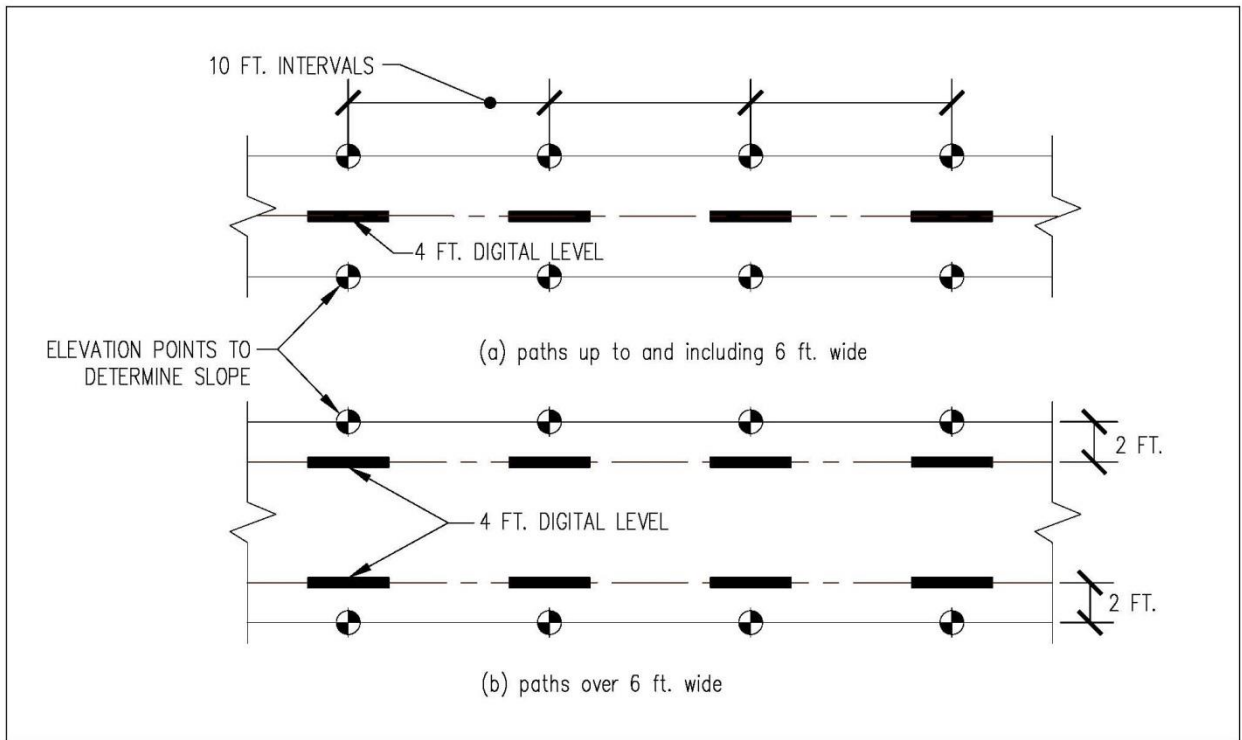 10 FT. INTERVALS
4 FT. DIGITAL LEVEL
ELEVATION POINTS TO
DETERMINE SLOPE
(a) paths up to and including 6 ft. wide
2 FT.
4 FT. DIGITAL LEVEL
2 FT.
(b) paths over 6 ft. wide